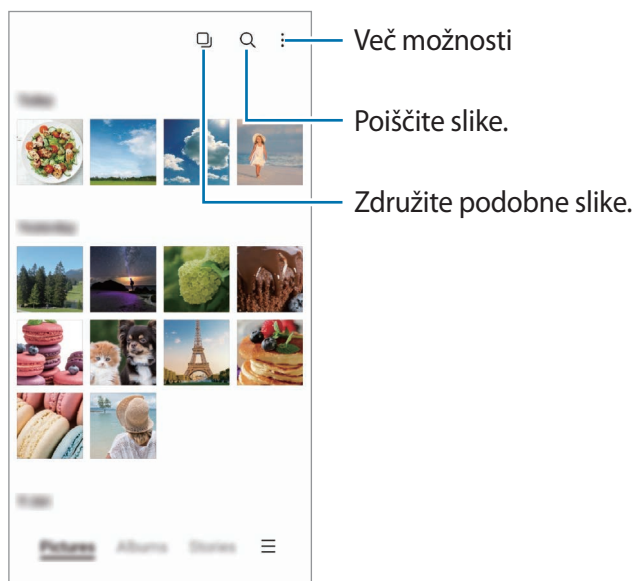 Več možnosti
Poiščite slike.
Združite podobne slike.
Today
Yesterday
Pictures Albums Stories